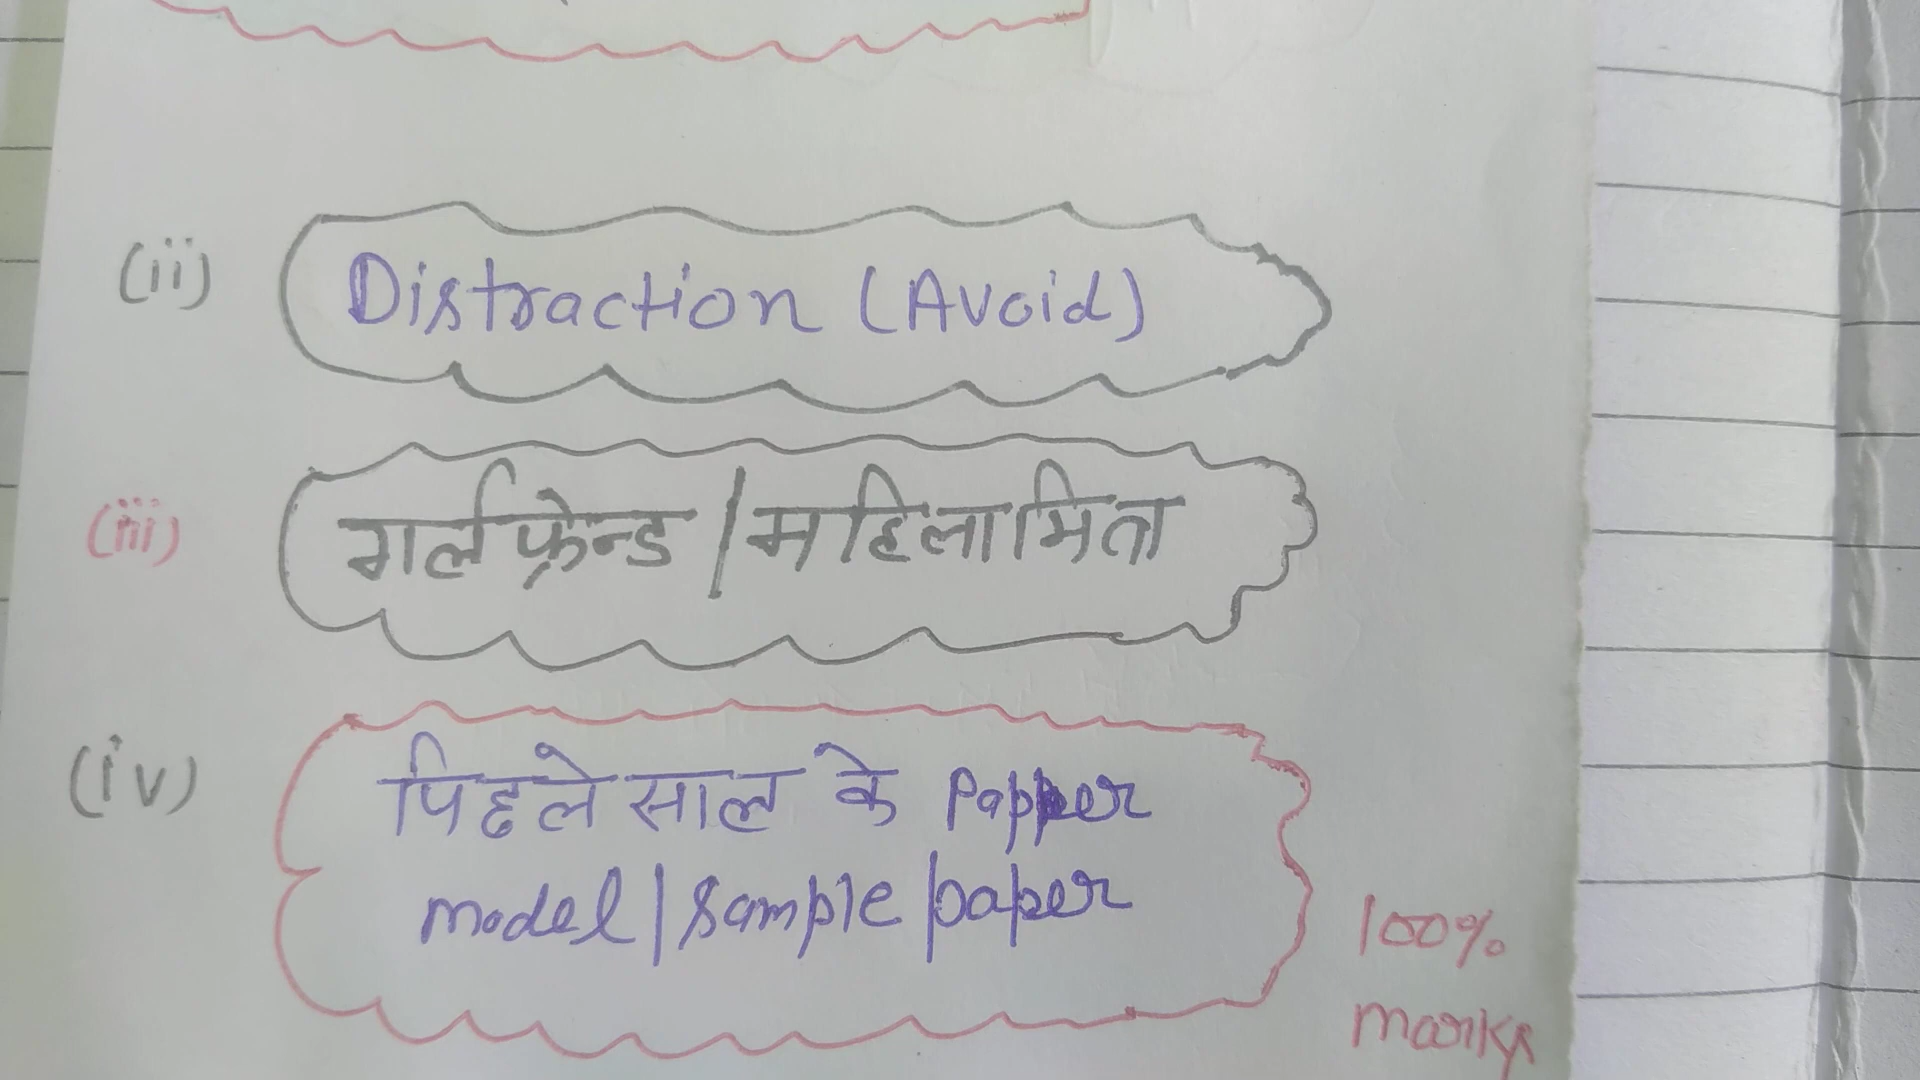 (ii) Distraction (Avoid)
(iii) गर्लफ्रेन्ड / महिलामिता
(iv) पिछले साल के Papper
model / Sample paper
100%
marks